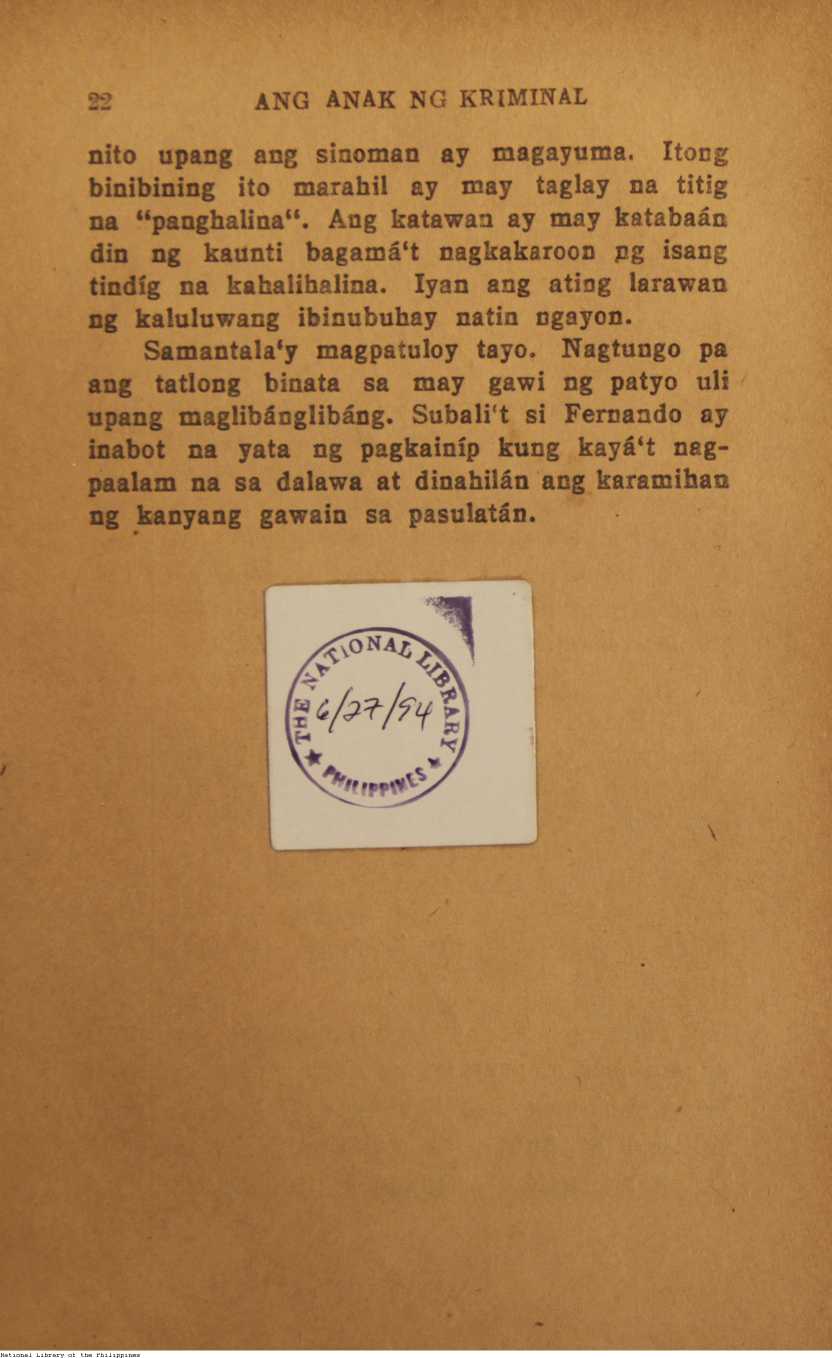 22 ANG ANAK NG KRIMINAL
nito upang ang sinoman ay magayuma. Itong
binibining ito marahil ay may taglay na titig
na “panghalina“. Ang katawan ay may katabaán
din ng kaunti bagamá‘t nagkakaroon ng isang
tindíg na kahalihalina. Iyan ang ating larawan
ng kaluluwang ibinubuhay natin ngayon.
Samantala‘y magpatuloy tayo. Nagtungo pa
ang tatlong binata sa may gawi ng patyo uli
upang maglibánglibáng. Subali‘t si Fernando ay
inabot na yata ng pagkainíp kung kayá‘t nag-
paalam na sa dalawa at dinahilán ang karamihan
ng kanyang gawain sa pasulatán.
THE NATIONAL LIBRARY
6/27/94
★ PHILIPPINES ★
National Library of the Philippines